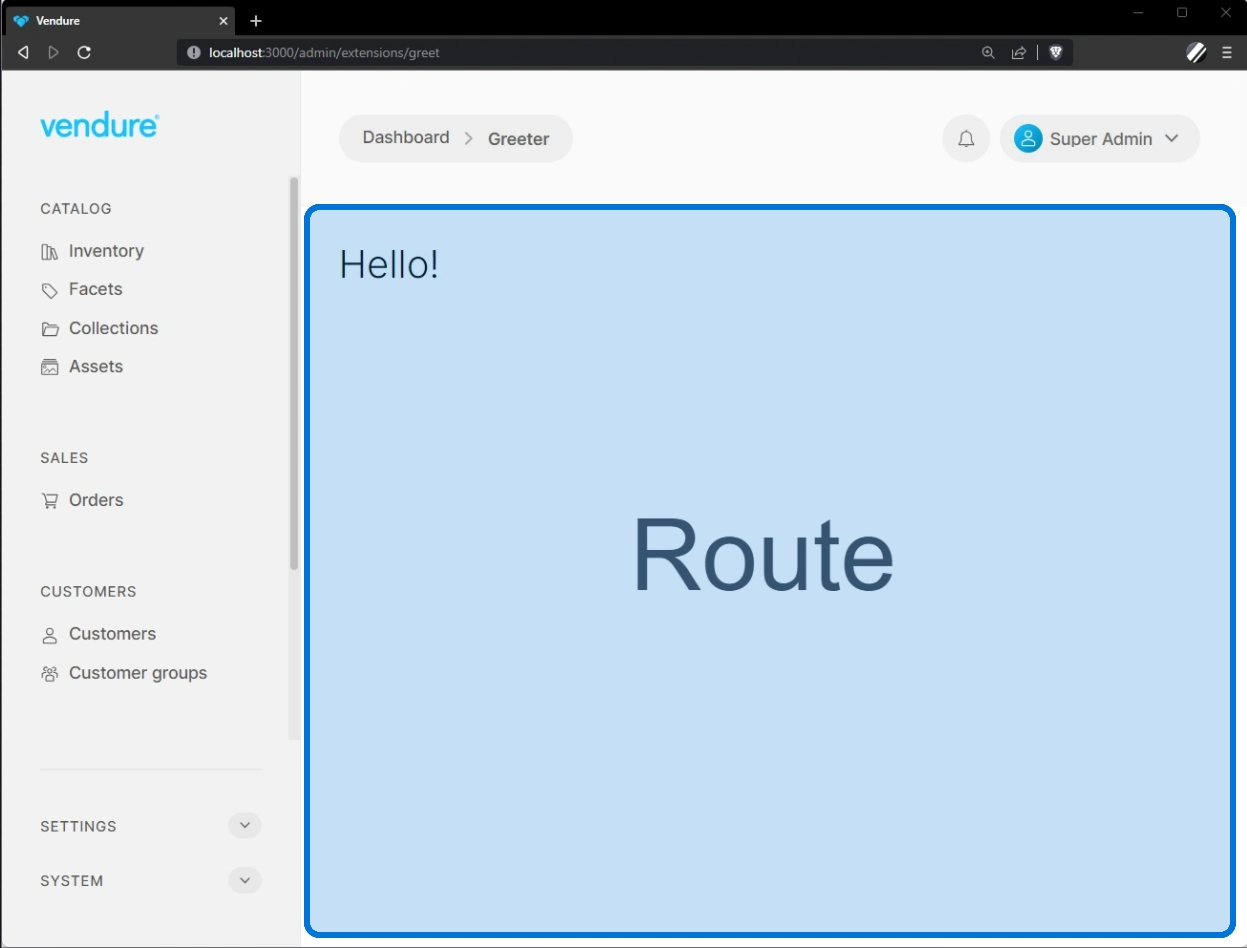 Vendure
localhost:3000/admin/extensions/greet
vendure
Dashboard > Greeter
Super Admin
CATALOG
Inventory
Facets
Collections
Assets
SALES
Orders
CUSTOMERS
Customers
Customer groups
SETTINGS
SYSTEM
Hello!
Route